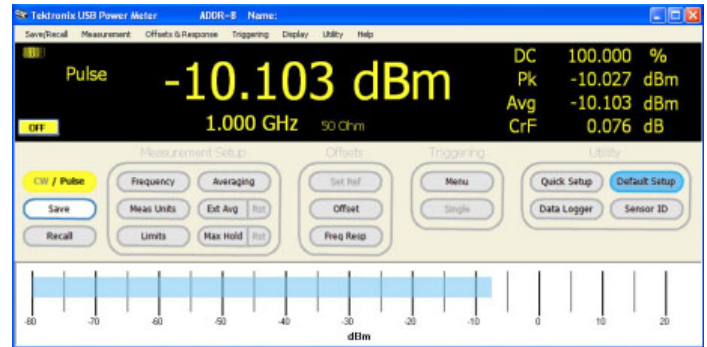 Tektronix USB Power Meter ADDR-B Name:
Save/Recall Measurement Offsets & Response Triggering Display Utility Help
Pulse
-10.103 dBm
1.000 GHz 50 Ohm
OFF
DC 100.000 %
Pk -10.027 dBm
Avg -10.103 dBm
CrF 0.076 dB
Measurement Setup Offsets Triggering Utility
CW / Pulse Frequency Averaging Set Ref Menu Quick Setup Default Setup
Save Meas Units Ext Avg Rst Offset Single Data Logger Sensor ID
Recall Limits Max Hold Rst Freq Resp
-80 -70 -60 -50 -40 -30 -20 -10 0 10 20
dBm